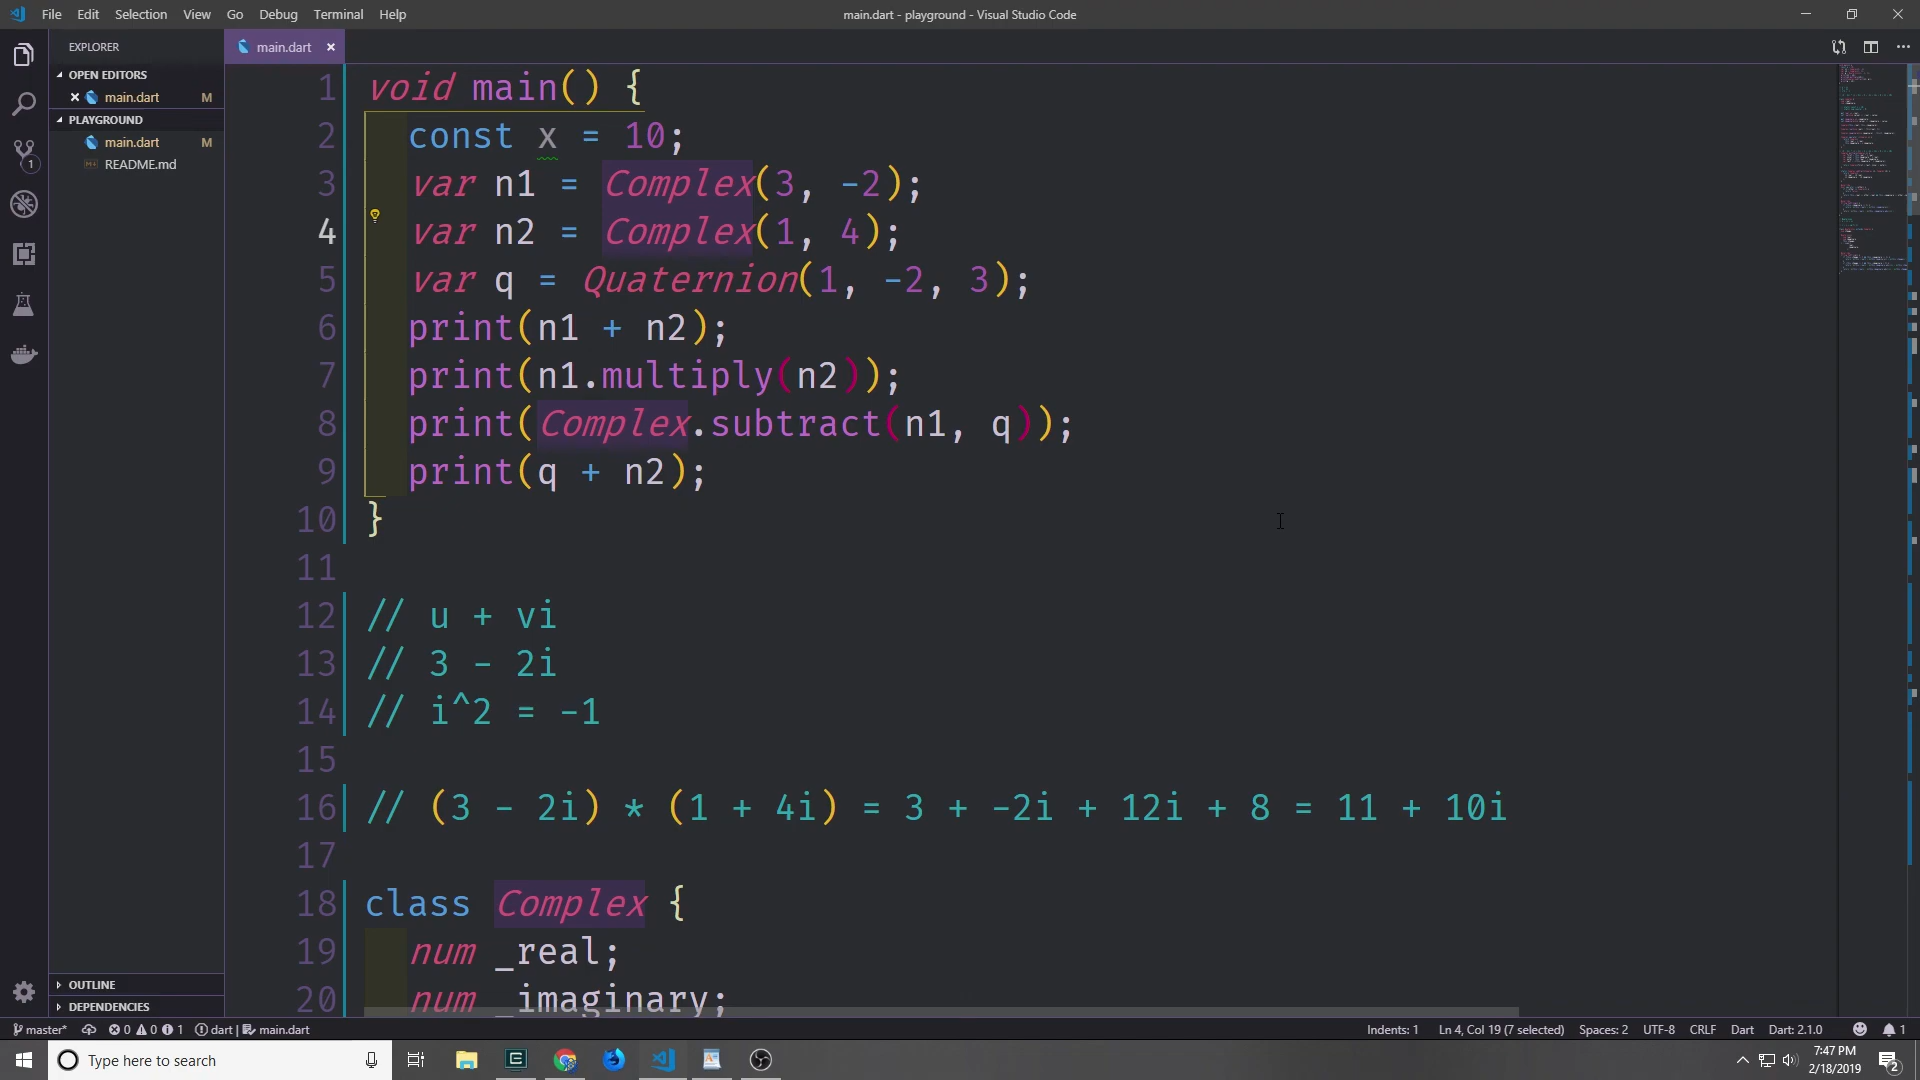 File Edit Selection View Go Debug Terminal Help
main.dart - playground - Visual Studio Code
EXPLORER
OPEN EDITORS
main.dart M
PLAYGROUND
main.dart M
README.md
1
OUTLINE
DEPENDENCIES
main.dart
1 void main() {
2 const x = 10;
3 var n1 = Complex(3, -2);
4 var n2 = Complex(1, 4);
5 var q = Quaternion(1, -2, 3);
6 print(n1 + n2);
7 print(n1.multiply(n2));
8 print(Complex.subtract(n1, q));
9 print(q + n2);
10 }
11
12 // u + vi
13 // 3 - 2i
14 // i^2 = -1
15
16 // (3 - 2i) * (1 + 4i) = 3 + -2i + 12i + 8 = 11 + 10i
17
18 class Complex {
19 num _real;
20 num _imaginary;
master* 0 0 1 dart | main.dart
Indents: 1 Ln 4, Col 19 (7 selected) Spaces: 2 UTF-8 CRLF Dart Dart: 2.1.0 1
Type here to search
7:47 PM
2/18/2019
2